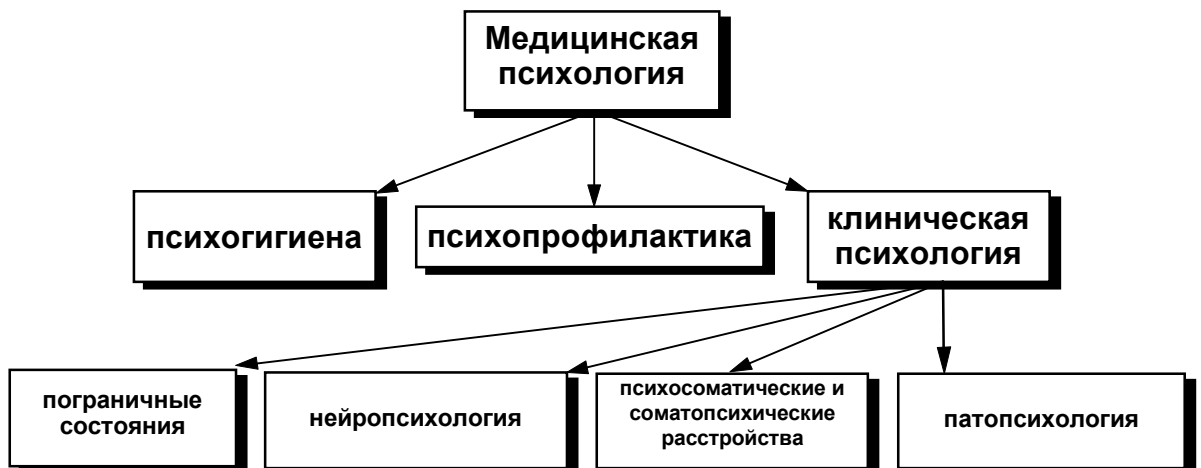 Медицинская
психология
психогигиена
психопрофилактика
клиническая
психология
пограничные
состояния
нейропсихология
психосоматические и
соматопсихические
расстройства
патопсихология